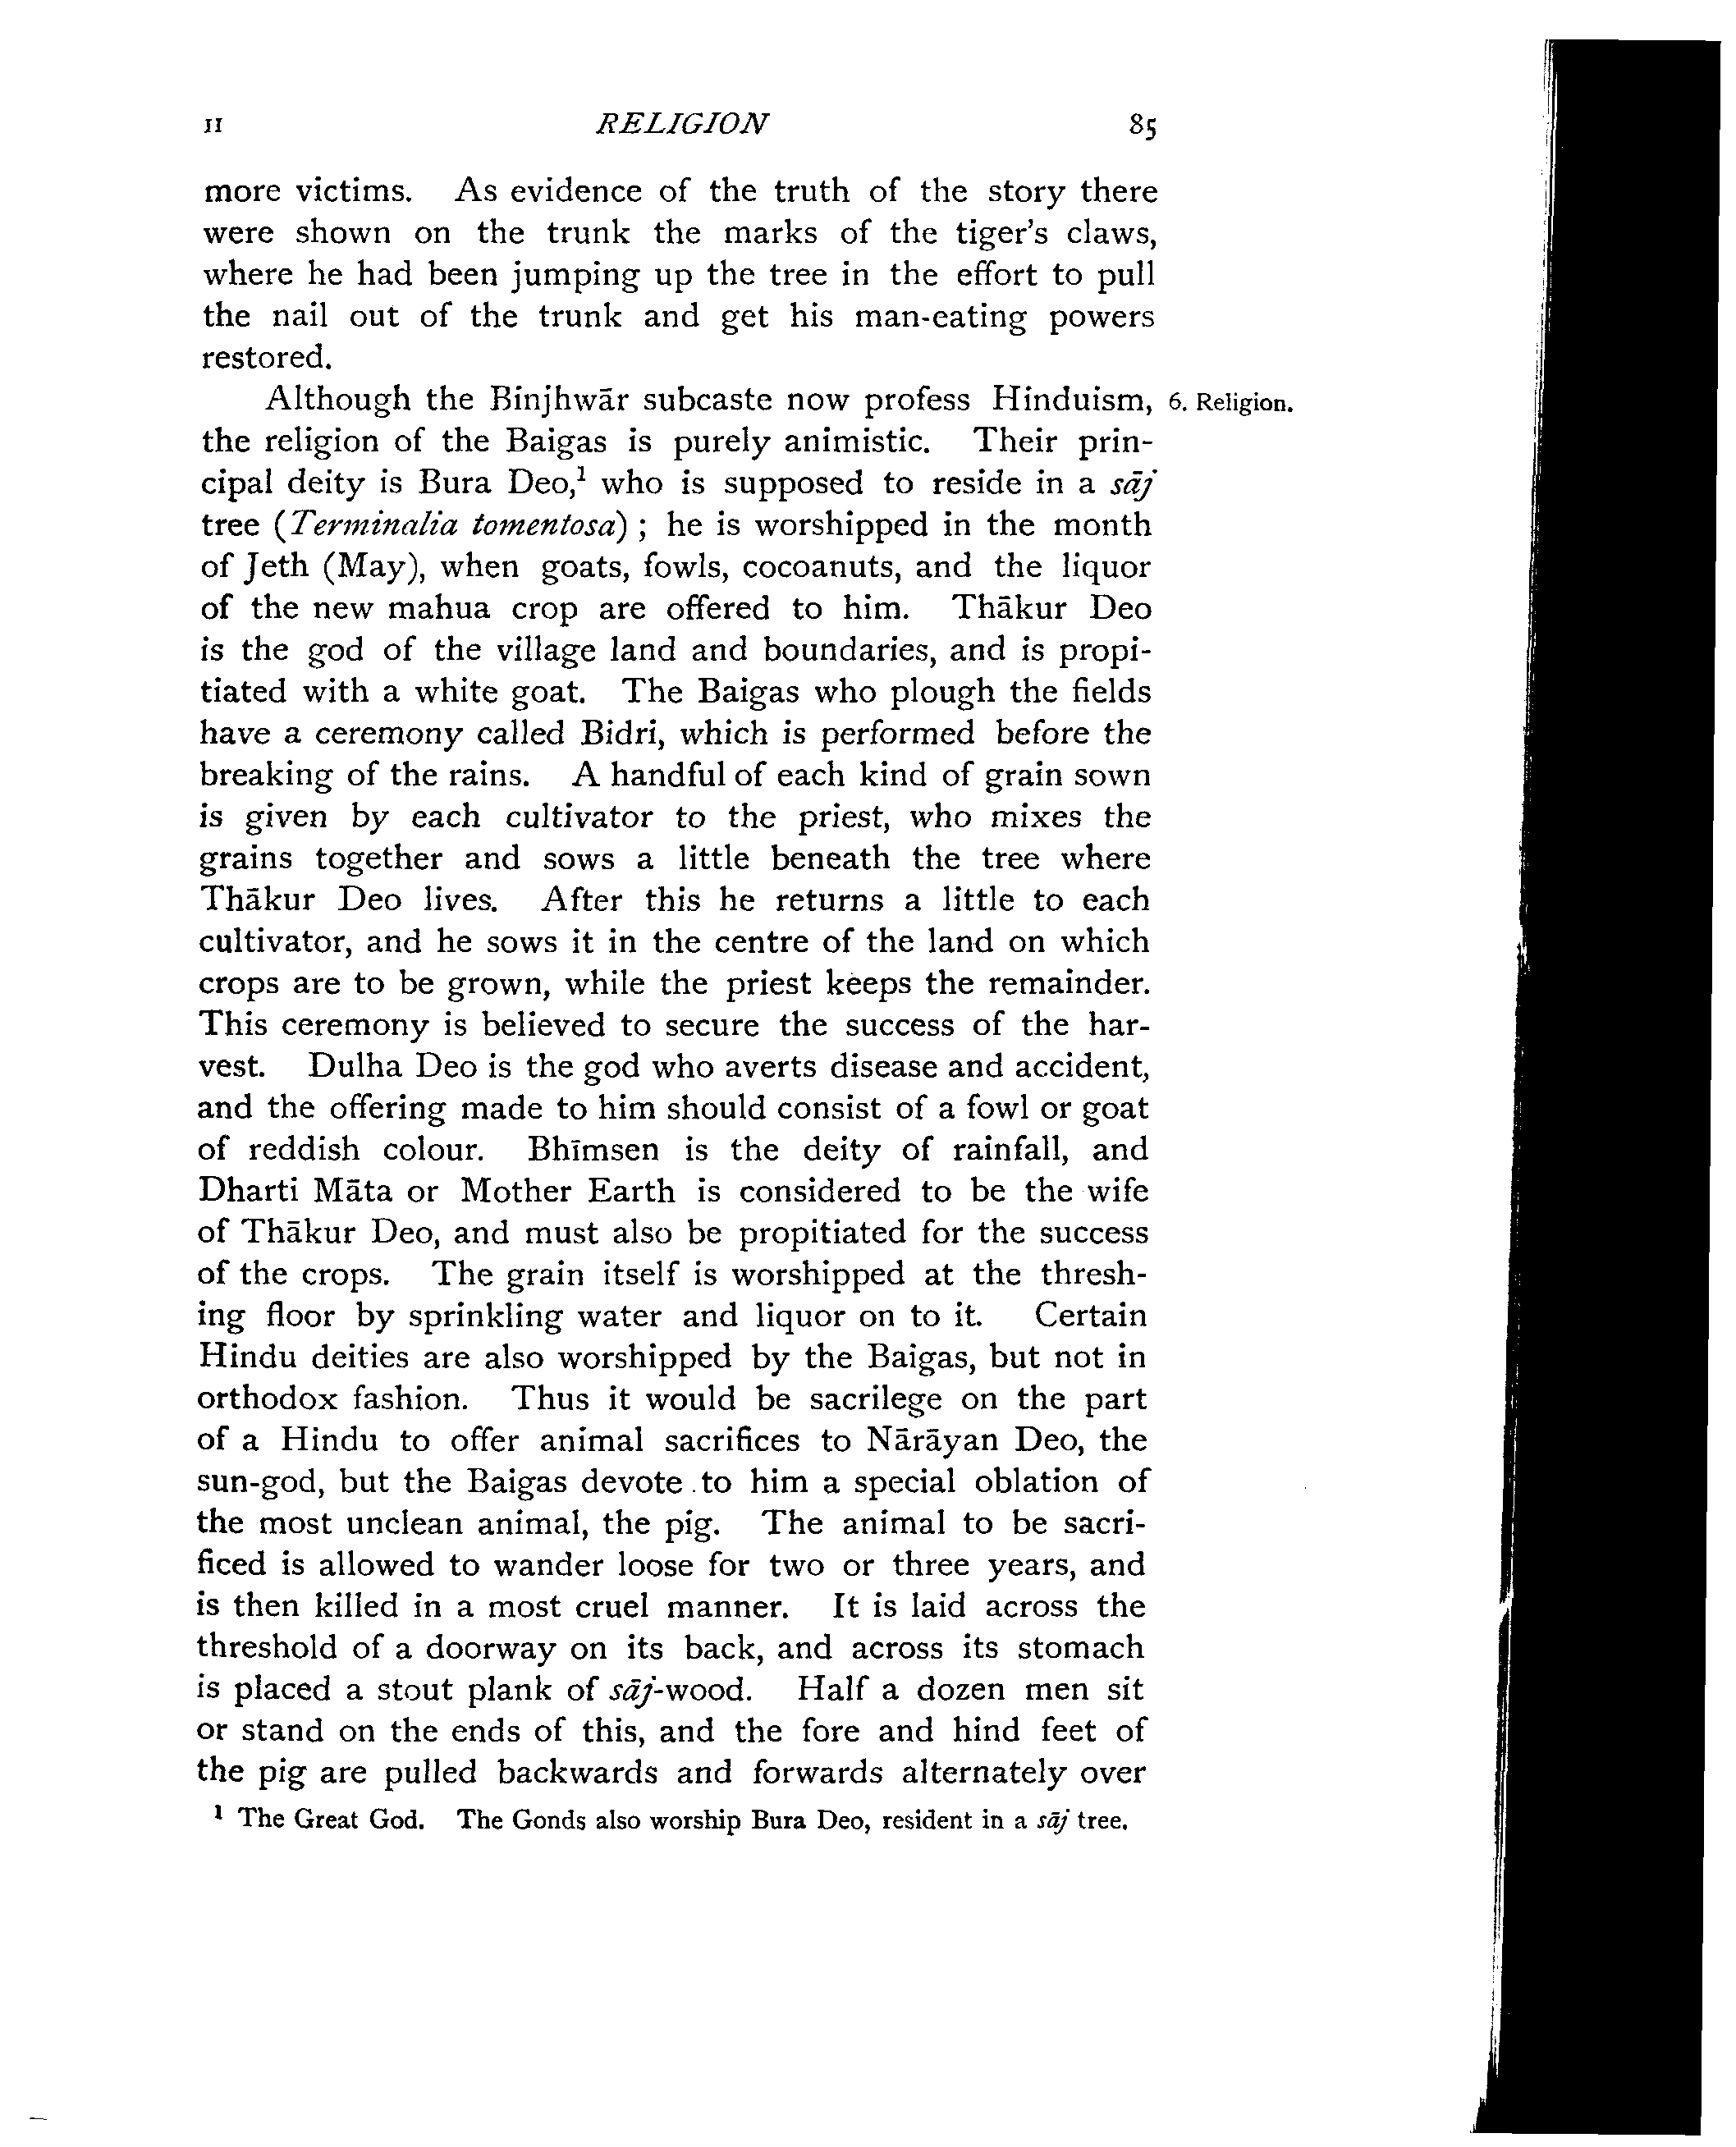 II RELIGION 85
more victims. As evidence of the truth of the story there
were shown on the trunk the marks of the tiger's claws,
where he had been jumping up the tree in the effort to pull
the nail out of the trunk and get his man-eating powers
restored.
Although the Binjhwār subcaste now profess Hinduism, 6. Religion.
the religion of the Baigas is purely animistic. Their prin-
cipal deity is Bura Deo,¹ who is supposed to reside in a sāj
tree (Terminalia tomentosa) ; he is worshipped in the month
of Jeth (May), when goats, fowls, cocoanuts, and the liquor
of the new mahua crop are offered to him. Thākur Deo
is the god of the village land and boundaries, and is propi-
tiated with a white goat. The Baigas who plough the fields
have a ceremony called Bidri, which is performed before the
breaking of the rains. A handful of each kind of grain sown
is given by each cultivator to the priest, who mixes the
grains together and sows a little beneath the tree where
Thākur Deo lives. After this he returns a little to each
cultivator, and he sows it in the centre of the land on which
crops are to be grown, while the priest keeps the remainder.
This ceremony is believed to secure the success of the har-
vest. Dulha Deo is the god who averts disease and accident,
and the offering made to him should consist of a fowl or goat
of reddish colour. Bhīmsen is the deity of rainfall, and
Dharti Māta or Mother Earth is considered to be the wife
of Thākur Deo, and must also be propitiated for the success
of the crops. The grain itself is worshipped at the thresh-
ing floor by sprinkling water and liquor on to it. Certain
Hindu deities are also worshipped by the Baigas, but not in
orthodox fashion. Thus it would be sacrilege on the part
of a Hindu to offer animal sacrifices to Nārāyan Deo, the
sun-god, but the Baigas devote to him a special oblation of
the most unclean animal, the pig. The animal to be sacri-
ficed is allowed to wander loose for two or three years, and
is then killed in a most cruel manner. It is laid across the
threshold of a doorway on its back, and across its stomach
is placed a stout plank of sāj-wood. Half a dozen men sit
or stand on the ends of this, and the fore and hind feet of
the pig are pulled backwards and forwards alternately over
¹ The Great God. The Gonds also worship Bura Deo, resident in a sāj tree.